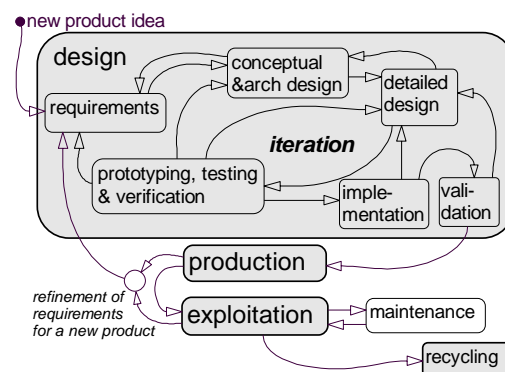 new product idea
design
conceptual
&arch design
detailed
design
requirements
iteration
prototyping, testing
& verification
imple-
mentation
vali-
dation
production
refinement of
requirements
for a new product
exploitation
maintenance
recycling